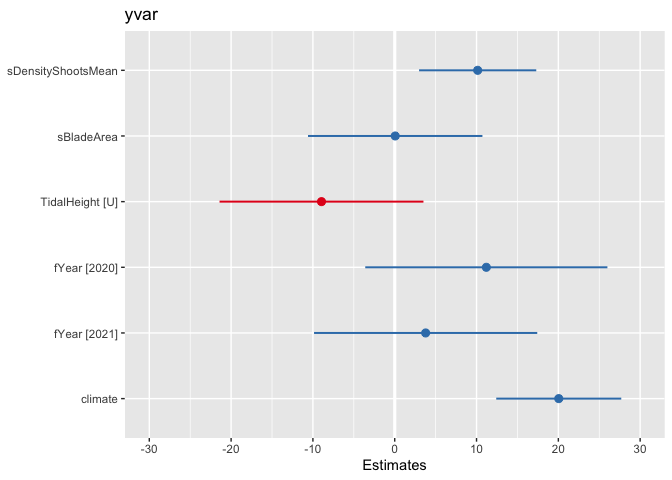 yvar
sDensityShootsMean
sBladeArea
TidalHeight [U]
fYear [2020]
fYear [2021]
climate
-30 -20 -10 0 10 20 30
Estimates